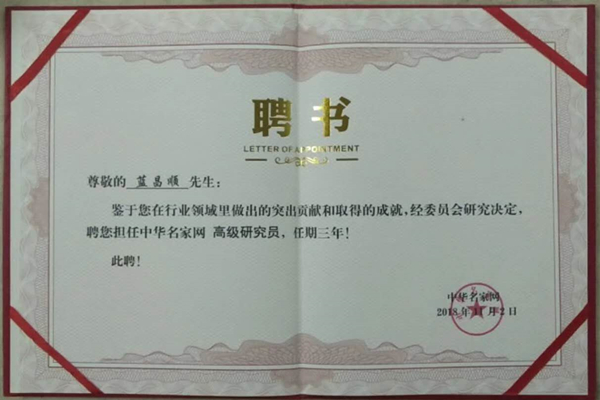 聘书
LETTER OF APPOINTMENT
尊敬的 蓝昌顺 先生：
鉴于您在行业领域里做出的突出贡献和取得的成就，经委员会研究决定，
聘您担任中华名家网 高级研究员，任期三年！
此聘！
中华名家网
2018年11月2日